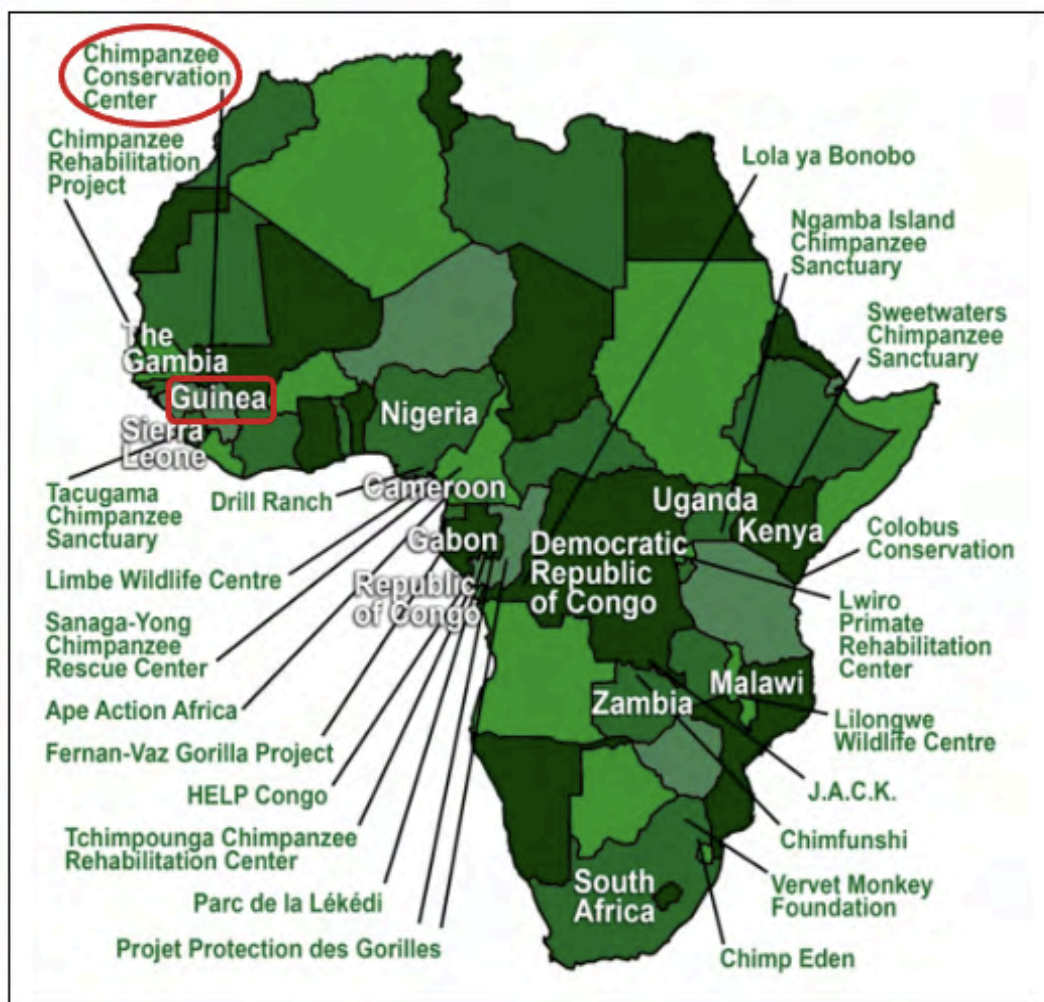 Chimpanzee
Conservation
Center
Chimpanzee
Rehabilitation
Project
Lola ya Bonobo
Ngamba Island
Chimpanzee
Sanctuary
Sweetwaters
Chimpanzee
Sanctuary
The
Gambia
Guinea
Sierra
Leone
Nigeria
Cameroon
Gabon
Republic
of Congo
Democratic
Republic
of Congo
Uganda
Kenya
Malawi
Zambia
South
Africa
Tacugama
Chimpanzee
Sanctuary
Drill Ranch
Limbe Wildlife Centre
Sanaga-Yong
Chimpanzee
Rescue Center
Ape Action Africa
Fernan-Vaz Gorilla Project
HELP Congo
Tchimpounga Chimpanzee
Rehabilitation Center
Parc de la Lékédi
Projet Protection des Gorilles
Colobus
Conservation
Lwiro
Primate
Rehabilitation
Center
Lilongwe
Wildlife Centre
J.A.C.K.
Chimfunshi
Vervet Monkey
Foundation
Chimp Eden